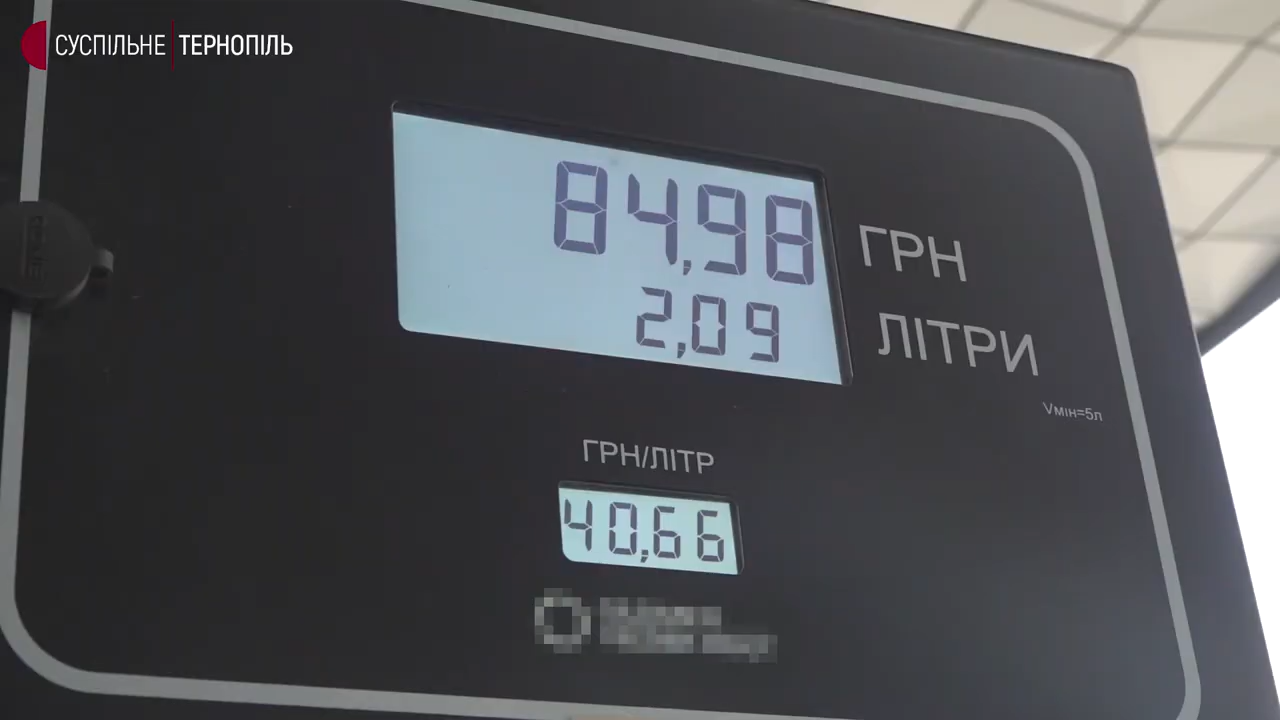 СУСПІЛЬНЕ ТЕРНОПІЛЬ
84,98 ГРН
2,09 ЛІТРИ
Vмін=5л
ГРН/ЛІТР
40,66